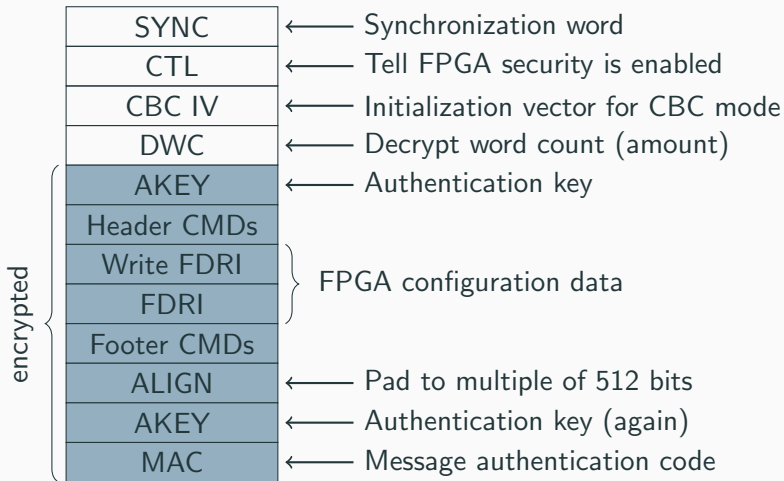 SYNC Synchronization word
CTL Tell FPGA security is enabled
CBC IV Initialization vector for CBC mode
DWC Decrypt word count (amount)
AKEY Authentication key
Header CMDs
Write FDRI
FPGA configuration data
FDRI
Footer CMDs
ALIGN Pad to multiple of 512 bits
AKEY Authentication key (again)
MAC Message authentication code
encrypted